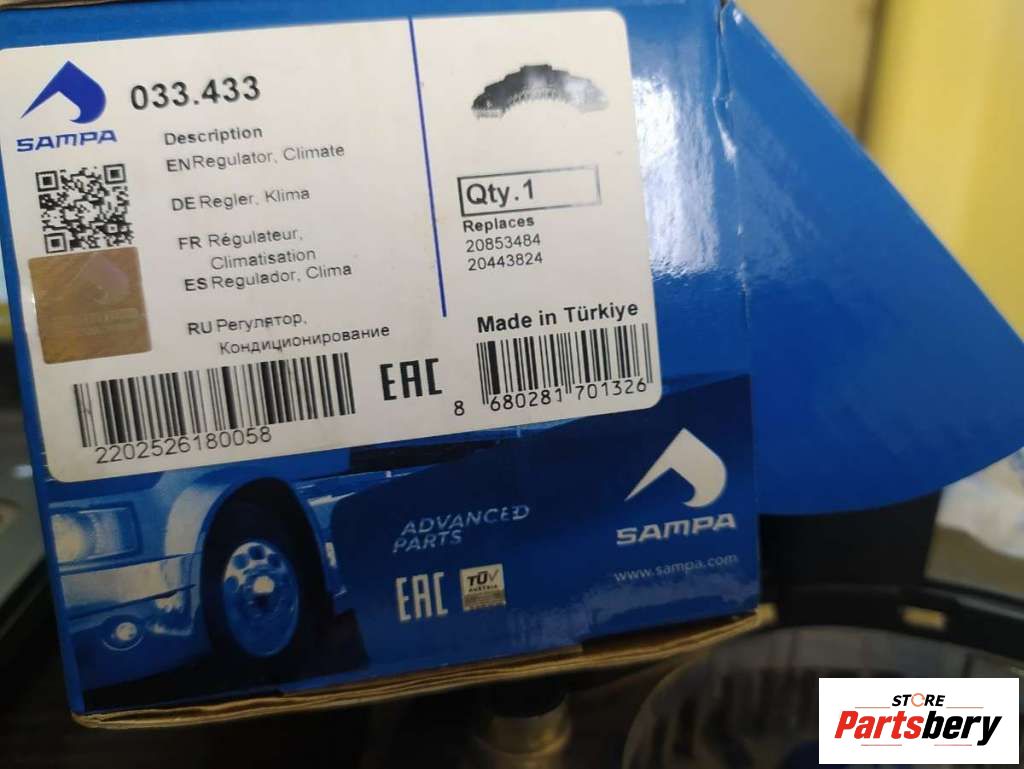 SAMPA
033.433
Description
EN Regulator, Climate
DE Regler, Klima
FR Régulateur,
Climatisation
ES Regulador, Clima
RU Регулятор,
Кондиционирование
2202526180058
EAC
Qty.1
Replaces
20853484
20443824
Made in Türkiye
8 680281 701326
ADVANCED
PARTS
EAC
TÜV
AUSTRIA
SAMPA
www.sampa.com
STORE
Partsbery